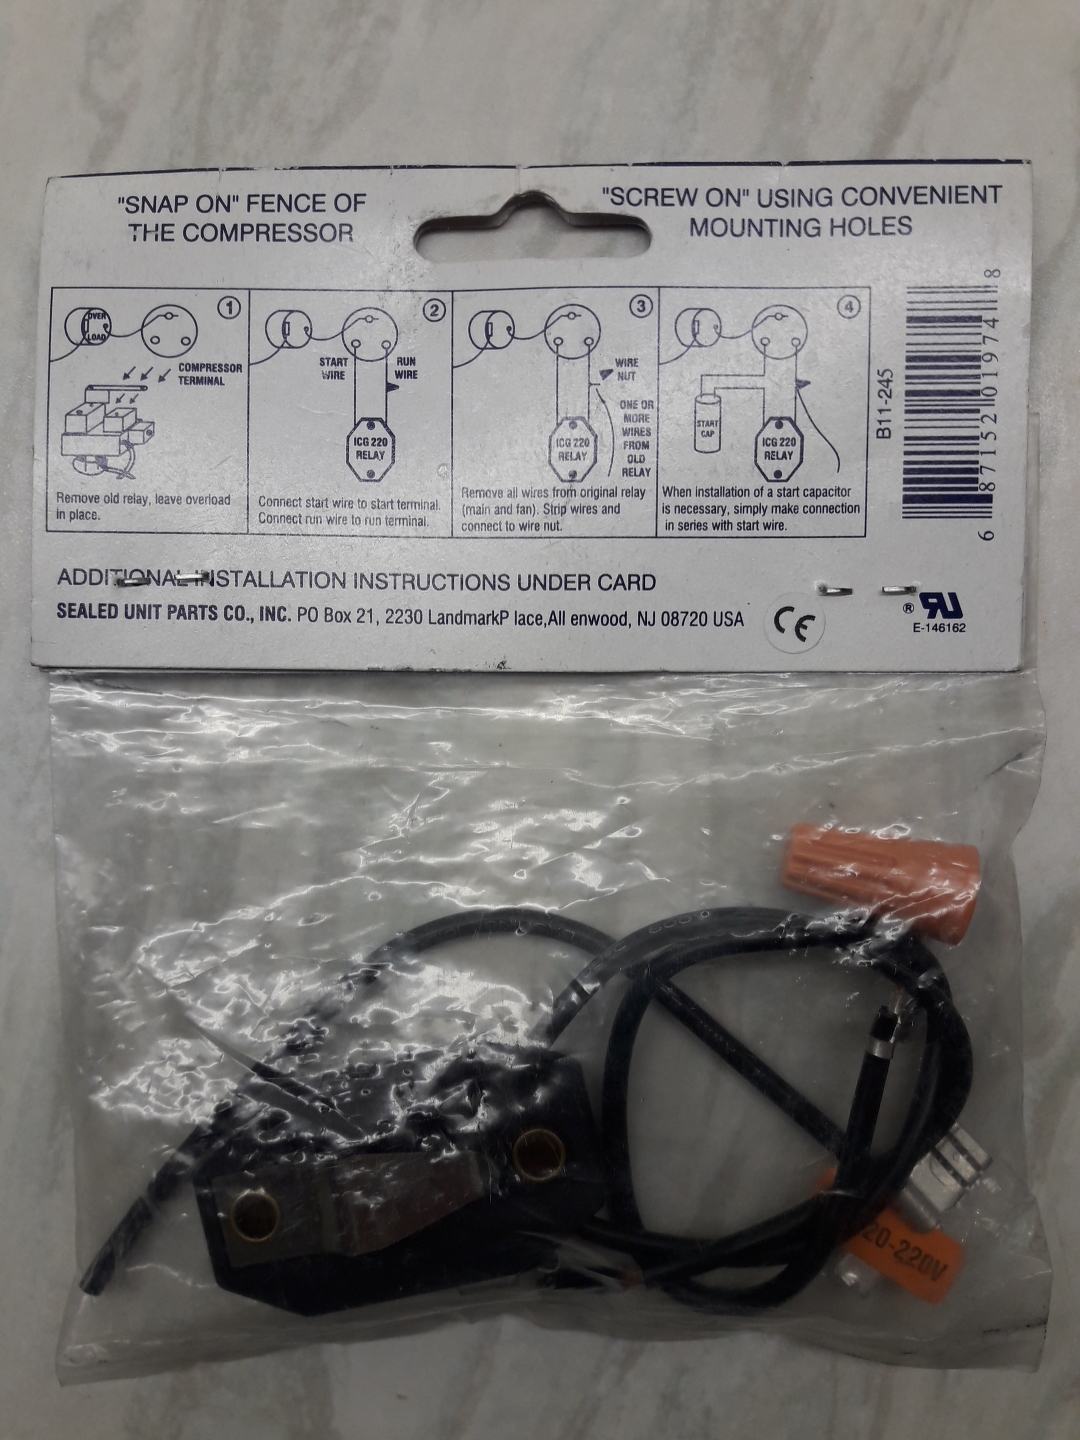 "SNAP ON" FENCE OF
THE COMPRESSOR
"SCREW ON" USING CONVENIENT
MOUNTING HOLES
1
OVER
LOAD
COMPRESSOR
TERMINAL
Remove old relay, leave overload
in place.
2
START
WIRE
RUN
WIRE
ICG 220
RELAY
Connect start wire to start terminal.
Connect run wire to run terminal.
3
WIRE
NUT
ONE OR
MORE
WIRES
FROM
OLD
RELAY
ICG 220
RELAY
Remove all wires from original relay
(main and fan). Strip wires and
connect to wire nut.
4
START
CAP
ICG 220
RELAY
When installation of a start capacitor
is necessary, simply make connection
in series with start wire.
B11-245
6 87152 01974 8
ADDITIONAL INSTALLATION INSTRUCTIONS UNDER CARD
SEALED UNIT PARTS CO., INC. PO Box 21, 2230 LandmarkP lace,All enwood, NJ 08720 USA
CE
® RU
E-146162
20-220V